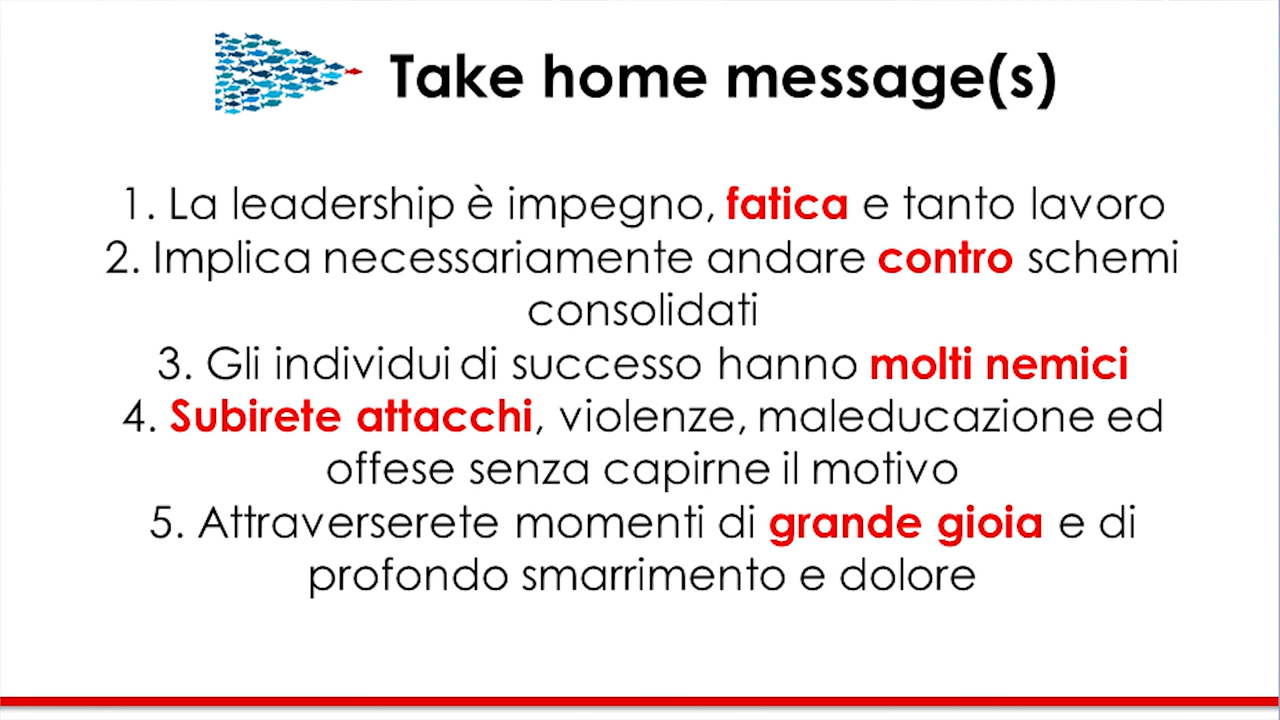 Take home message(s)
1. La leadership è impegno, fatica e tanto lavoro
2. Implica necessariamente andare contro schemi
consolidati
3. Gli individui di successo hanno molti nemici
4. Subirete attacchi, violenze, maleducazione ed
offese senza capirne il motivo
5. Attraverserete momenti di grande gioia e di
profondo smarrimento e dolore